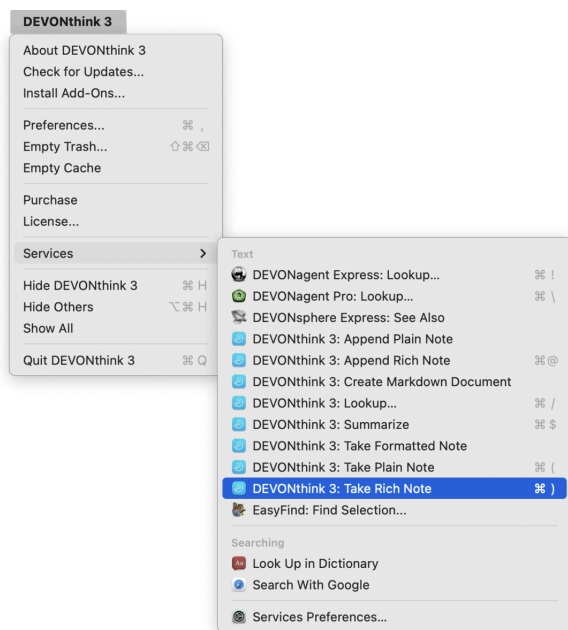 DEVONthink 3
About DEVONthink 3
Check for Updates...
Install Add-Ons...
Preferences... ⌘ ,
Empty Trash... ⇧⌘⌫
Empty Cache
Purchase
License...
Services >
Hide DEVONthink 3 ⌘ H
Hide Others ⌥⌘ H
Show All
Quit DEVONthink 3 ⌘ Q
Text
DEVONagent Express: Lookup... ⌘ !
DEVONagent Pro: Lookup... ⌘ \
DEVONsphere Express: See Also
DEVONthink 3: Append Plain Note
DEVONthink 3: Append Rich Note ⌘@
DEVONthink 3: Create Markdown Document
DEVONthink 3: Lookup... ⌘ /
DEVONthink 3: Summarize ⌘ $
DEVONthink 3: Take Formatted Note
DEVONthink 3: Take Plain Note ⌘ (
DEVONthink 3: Take Rich Note ⌘ )
EasyFind: Find Selection...
Searching
Aa Look Up in Dictionary
Search With Google
Services Preferences...